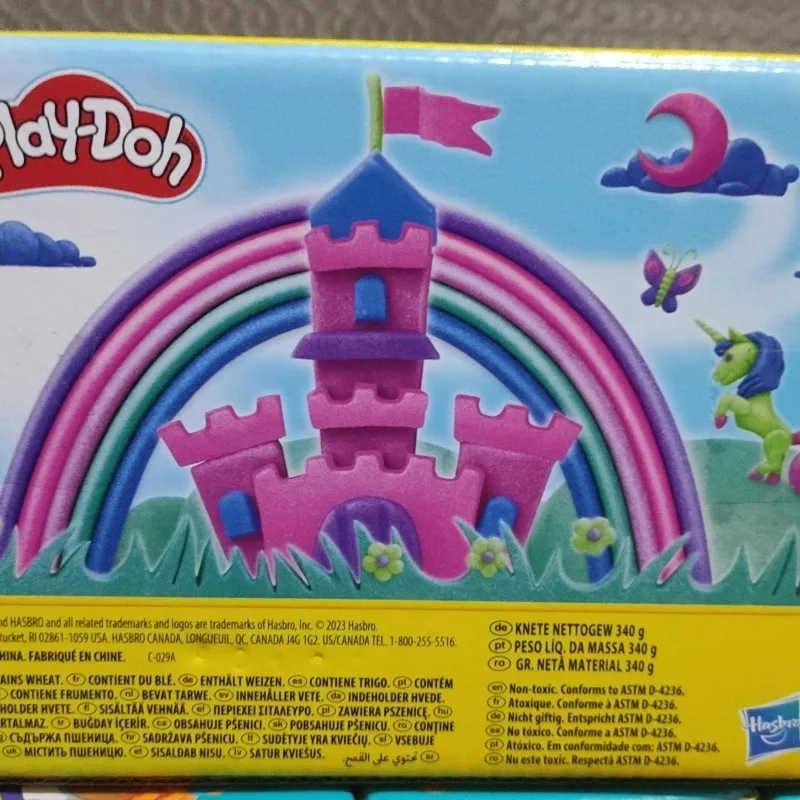 Play-Doh
HASBRO and all related trademarks and logos are trademarks of Hasbro, Inc. © 2023 Hasbro.
RI 02861-1059 USA. HASBRO CANADA, LONGUEUIL, QC, CANADA J4G 1G2. US/CANADA TEL. 1-800-255-5516.
FABRIQUÉ EN CHINE. C-029A
WHEAT. fr CONTIENT DU BLÉ. de ENTHÄLT WEIZEN. es CONTIENE TRIGO. pt CONTÉM
CONTIENE FRUMENTO. nl BEVAT TARWE. sv INNEHÅLLER VETE. da INDEHOLDER HVEDE.
HVETE. fi SISÄLTÄÄ VEHNÄÄ. el ΠΕΡΙΕΧΕΙ ΣΙΤΑΛΕΥΡΟ. pl ZAWIERA PSZENICĘ. hu
BUĞDAY İÇERİR. cs OBSAHUJE PŠENICI. sk POBSAHUJE PŠENICU. ro CONȚINE
СЪДЪРЖА ПШЕНИЦА. hr SADRŽAVA PŠENICU. lt SUDĖTYJE YRA KVIEČIŲ. sl VSEBUJE
uk МІСТИТЬ ПШЕНИЦЮ. et SISALDAB NISU. lv SATUR KVIEŠUS. ar تحتوي على القمح.
de KNETE NETTOGEW 340 g
pt PESO LÍQ. DA MASSA 340 g
ro GR. NETĂ MATERIAL 340 g
en Non-toxic. Conforms to ASTM D-4236.
fr Atoxique. Conforme à ASTM D-4236.
de Nicht giftig. Entspricht ASTM D-4236.
es No tóxico. Conforme a ASTM D-4236.
pt Atóxico. Em conformidade com: ASTM D-4236.
ro Nu este toxic. Respectă ASTM D-4236.
Hasbro